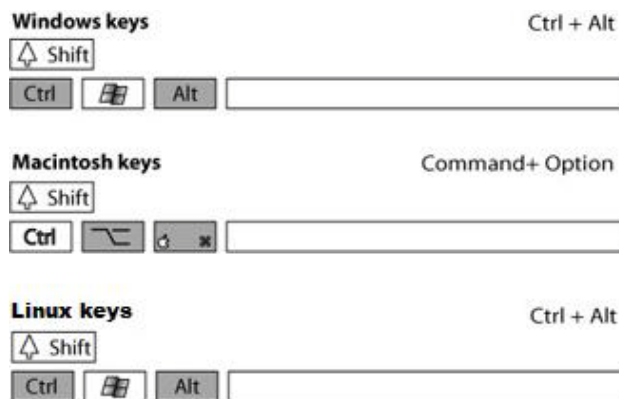 Windows keys Ctrl + Alt
Shift
Ctrl Alt
Macintosh keys Command+ Option
Shift
Ctrl ⌥ ⌘
Linux keys Ctrl + Alt
Shift
Ctrl Alt